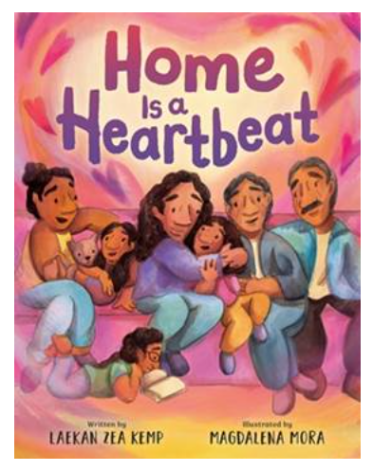 Home
Is a
Heartbeat
Written by
LAEKAN ZEA KEMP
Illustrated by
MAGDALENA MORA